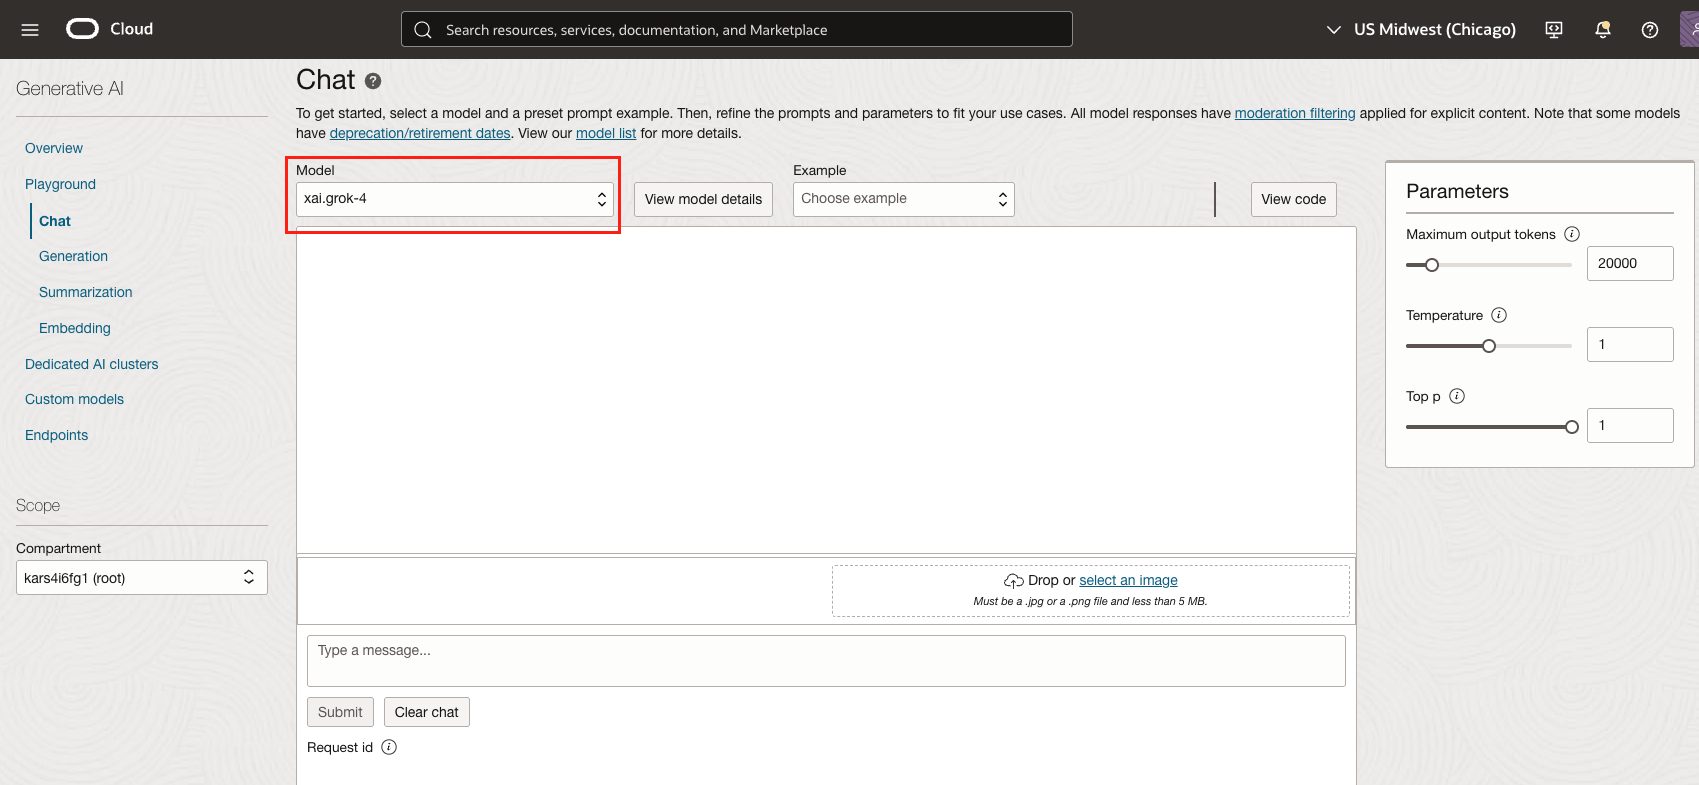 Cloud
Search resources, services, documentation, and Marketplace
US Midwest (Chicago)
Generative AI
Overview
Playground
Chat
Generation
Summarization
Embedding
Dedicated AI clusters
Custom models
Endpoints
Scope
Compartment
kars4i6fg1 (root)
Chat
To get started, select a model and a preset prompt example. Then, refine the prompts and parameters to fit your use cases. All model responses have moderation filtering applied for explicit content. Note that some models
have deprecation/retirement dates. View our model list for more details.
Model
xai.grok-4
View model details
Example
Choose example
View code
Drop or select an image
Must be a .jpg or a .png file and less than 5 MB.
Type a message...
Submit
Clear chat
Request id
Parameters
Maximum output tokens
20000
Temperature
1
Top p
1